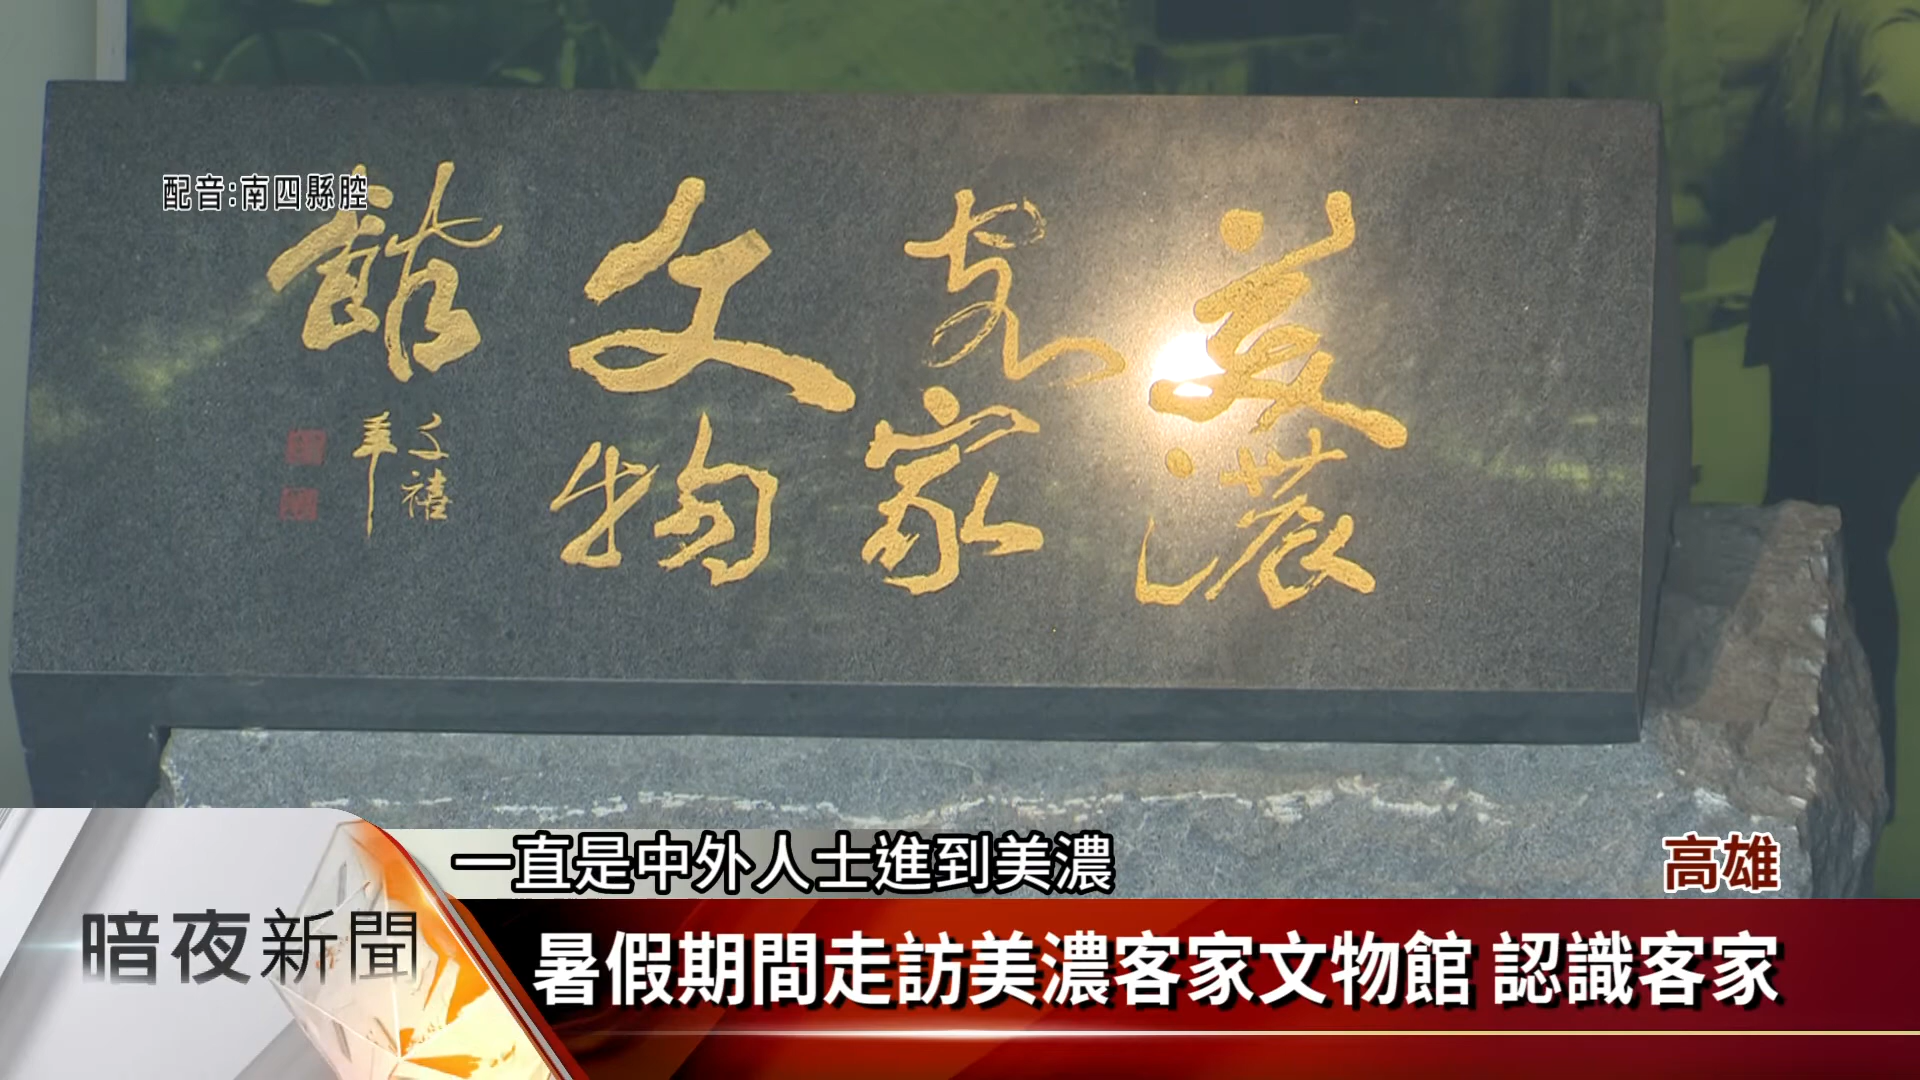 配音:南四縣腔
美濃客家文物館
一直是中外人士進到美濃
高雄
暗夜新聞
暑假期間走訪美濃客家文物館 認識客家